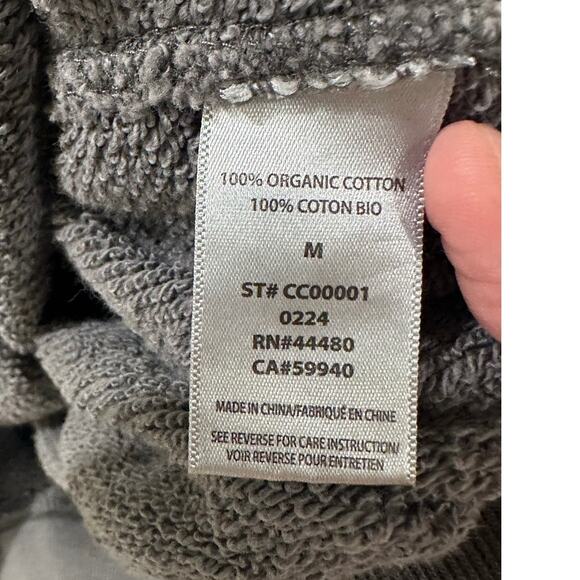 100% ORGANIC COTTON
100% COTON BIO
M
ST# CC00001
0224
RN#44480
CA#59940
MADE IN CHINA/FABRIQUÉ EN CHINE
SEE REVERSE FOR CARE INSTRUCTION/
VOIR REVERSE POUR ENTRETIEN